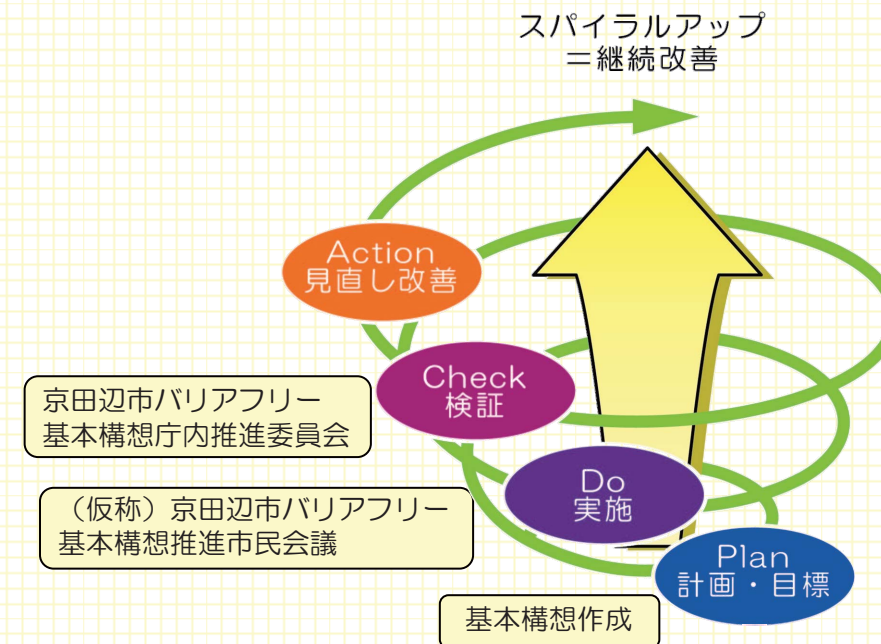 スパイラルアップ
＝継続改善
Action
見直し改善
Check
検証
京田辺市バリアフリー
基本構想庁内推進委員会
Do
実施
（仮称）京田辺市バリアフリー
基本構想推進市民会議
Plan
計画・目標
基本構想作成